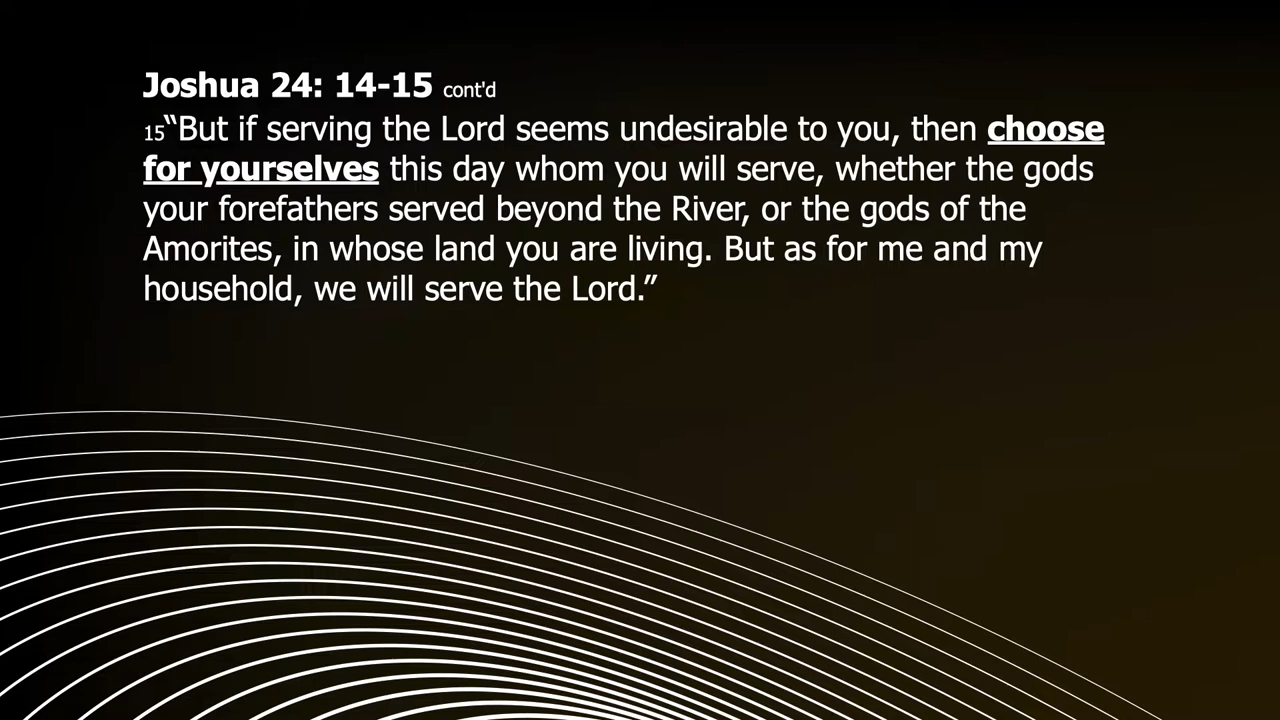 Joshua 24: 14-15 cont'd
15“But if serving the Lord seems undesirable to you, then choose
for yourselves this day whom you will serve, whether the gods
your forefathers served beyond the River, or the gods of the
Amorites, in whose land you are living. But as for me and my
household, we will serve the Lord.”